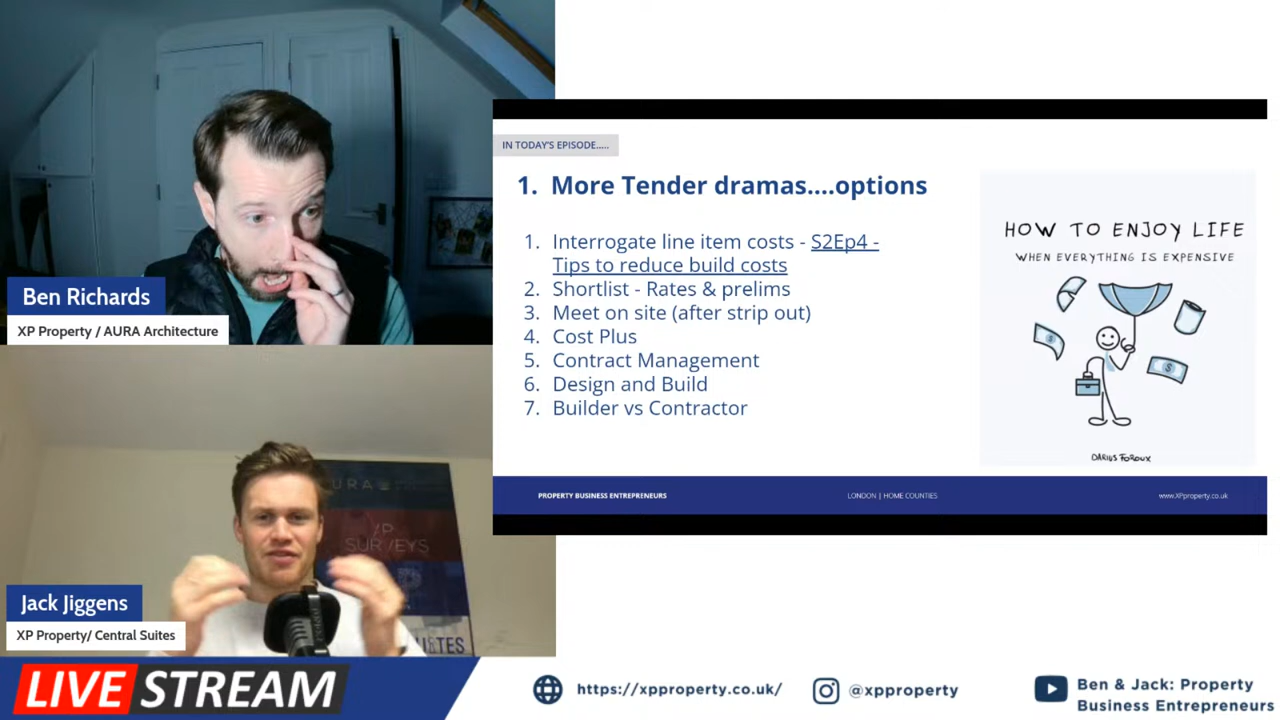 Ben Richards
XP Property / AURA Architecture
URA
XP
SURVEYS
Jack Jiggens
XP Property/ Central Suites
IN TODAY'S EPISODE.....
1. More Tender dramas....options
1. Interrogate line item costs - S2Ep4 -
Tips to reduce build costs
2. Shortlist - Rates & prelims
3. Meet on site (after strip out)
4. Cost Plus
5. Contract Management
6. Design and Build
7. Builder vs Contractor
HOW TO ENJOY LIFE
WHEN EVERYTHING IS EXPENSIVE
DARIUS FOROUX
PROPERTY BUSINESS ENTREPRENEURS
LONDON | HOME COUNTIES
www.XPproperty.co.uk
LIVE STREAM
https://xpproperty.co.uk/
@xpproperty
Ben & Jack: Property
Business Entrepreneurs